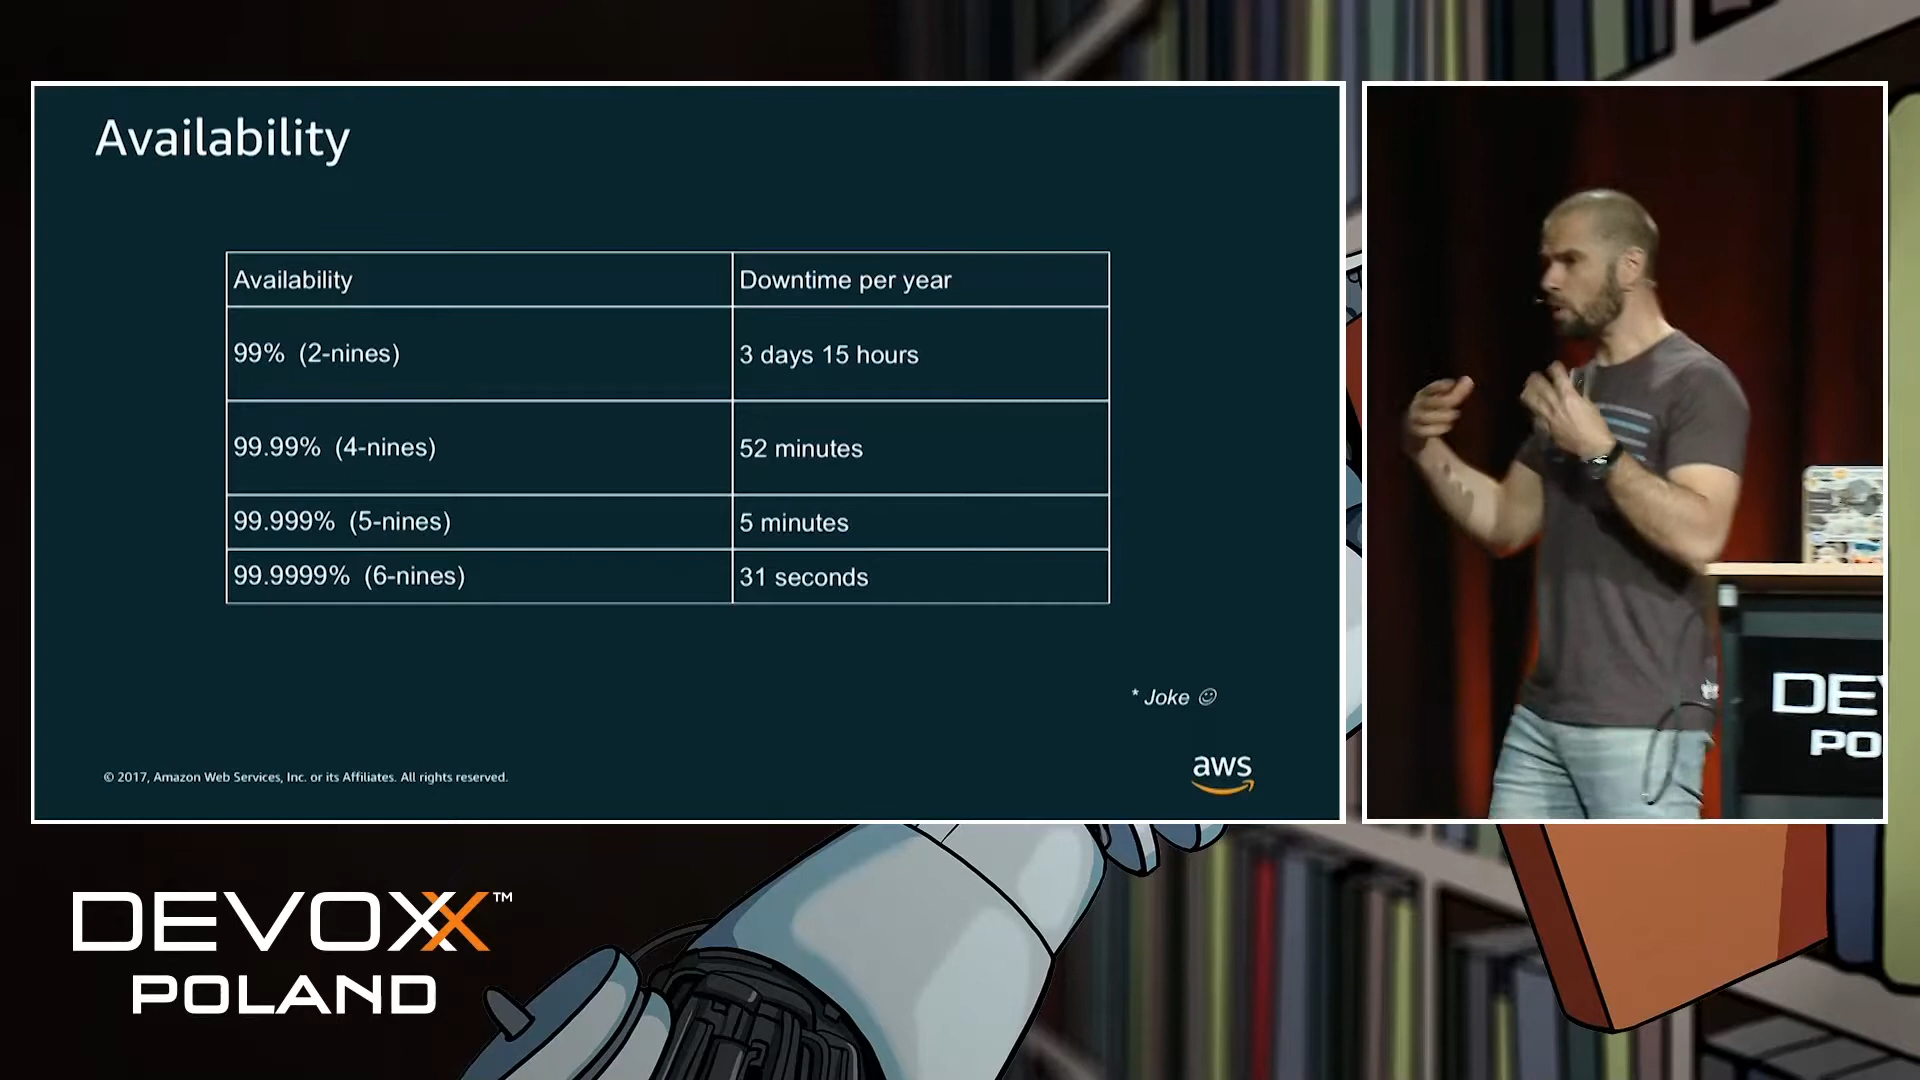 Availability
Availability Downtime per year
99% (2-nines) 3 days 15 hours
99.99% (4-nines) 52 minutes
99.999% (5-nines) 5 minutes
99.9999% (6-nines) 31 seconds
* Joke ☺
© 2017, Amazon Web Services, Inc. or its Affiliates. All rights reserved.
aws
DEV
PO
DEVOXX™
POLAND